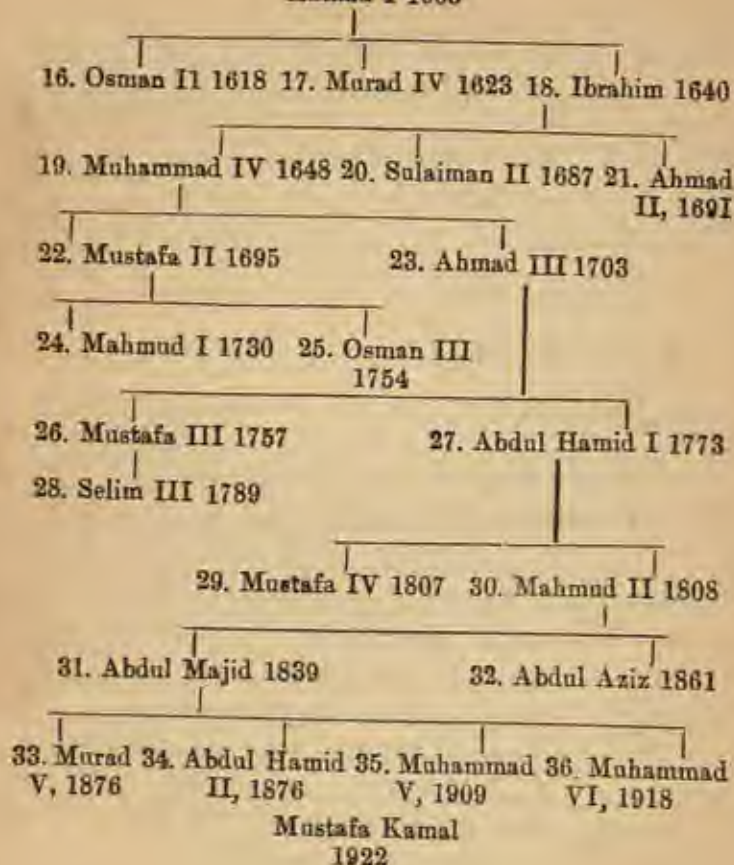 16. Osman II 1618 17. Murad IV 1623 18. Ibrahim 1640
19. Muhammad IV 1648 20. Sulaiman II 1687 21. Ahmad
II, 1691
22. Mustafa II 1695 23. Ahmad III 1703
24. Mahmud I 1730 25. Osman III
1754
26. Mustafa III 1757 27. Abdul Hamid I 1773
28. Selim III 1789
29. Mustafa IV 1807 30. Mahmud II 1808
31. Abdul Majid 1839 32. Abdul Aziz 1861
33. Murad 34. Abdul Hamid 35. Muhammad 36. Muhammad
V, 1876 II, 1876 V, 1909 VI, 1918
Mustafa Kamal
1922